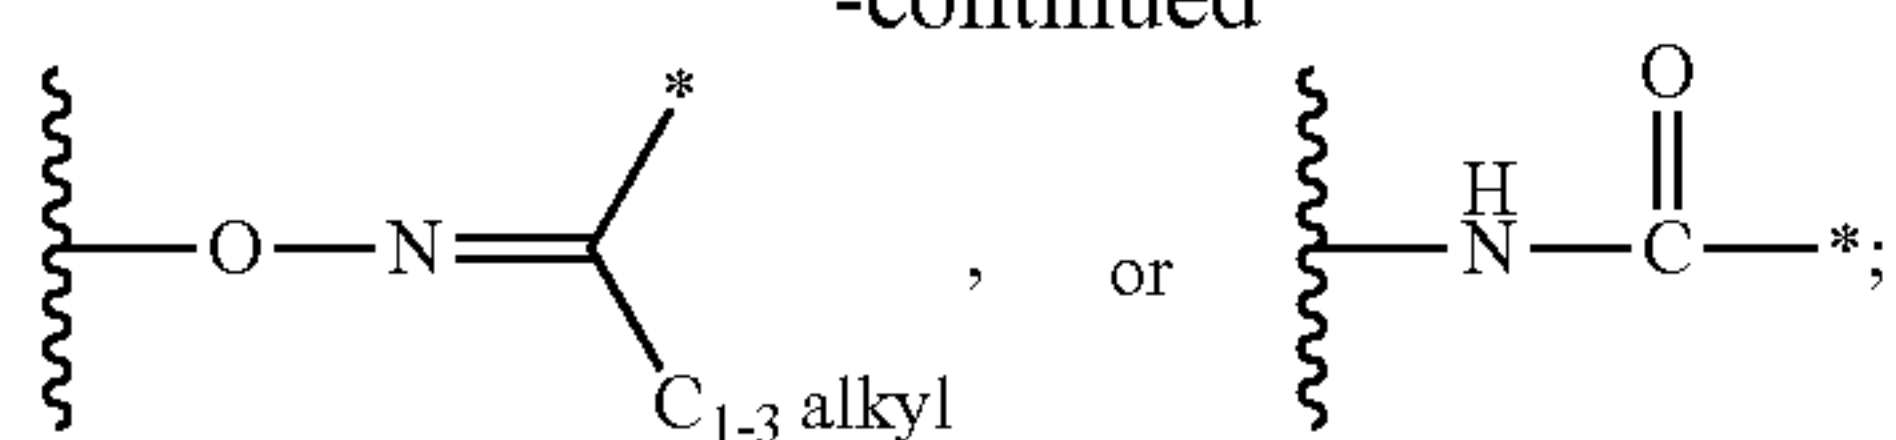 -continued
*
O
H
O—N , or N—C—*;
C1-3 alkyl